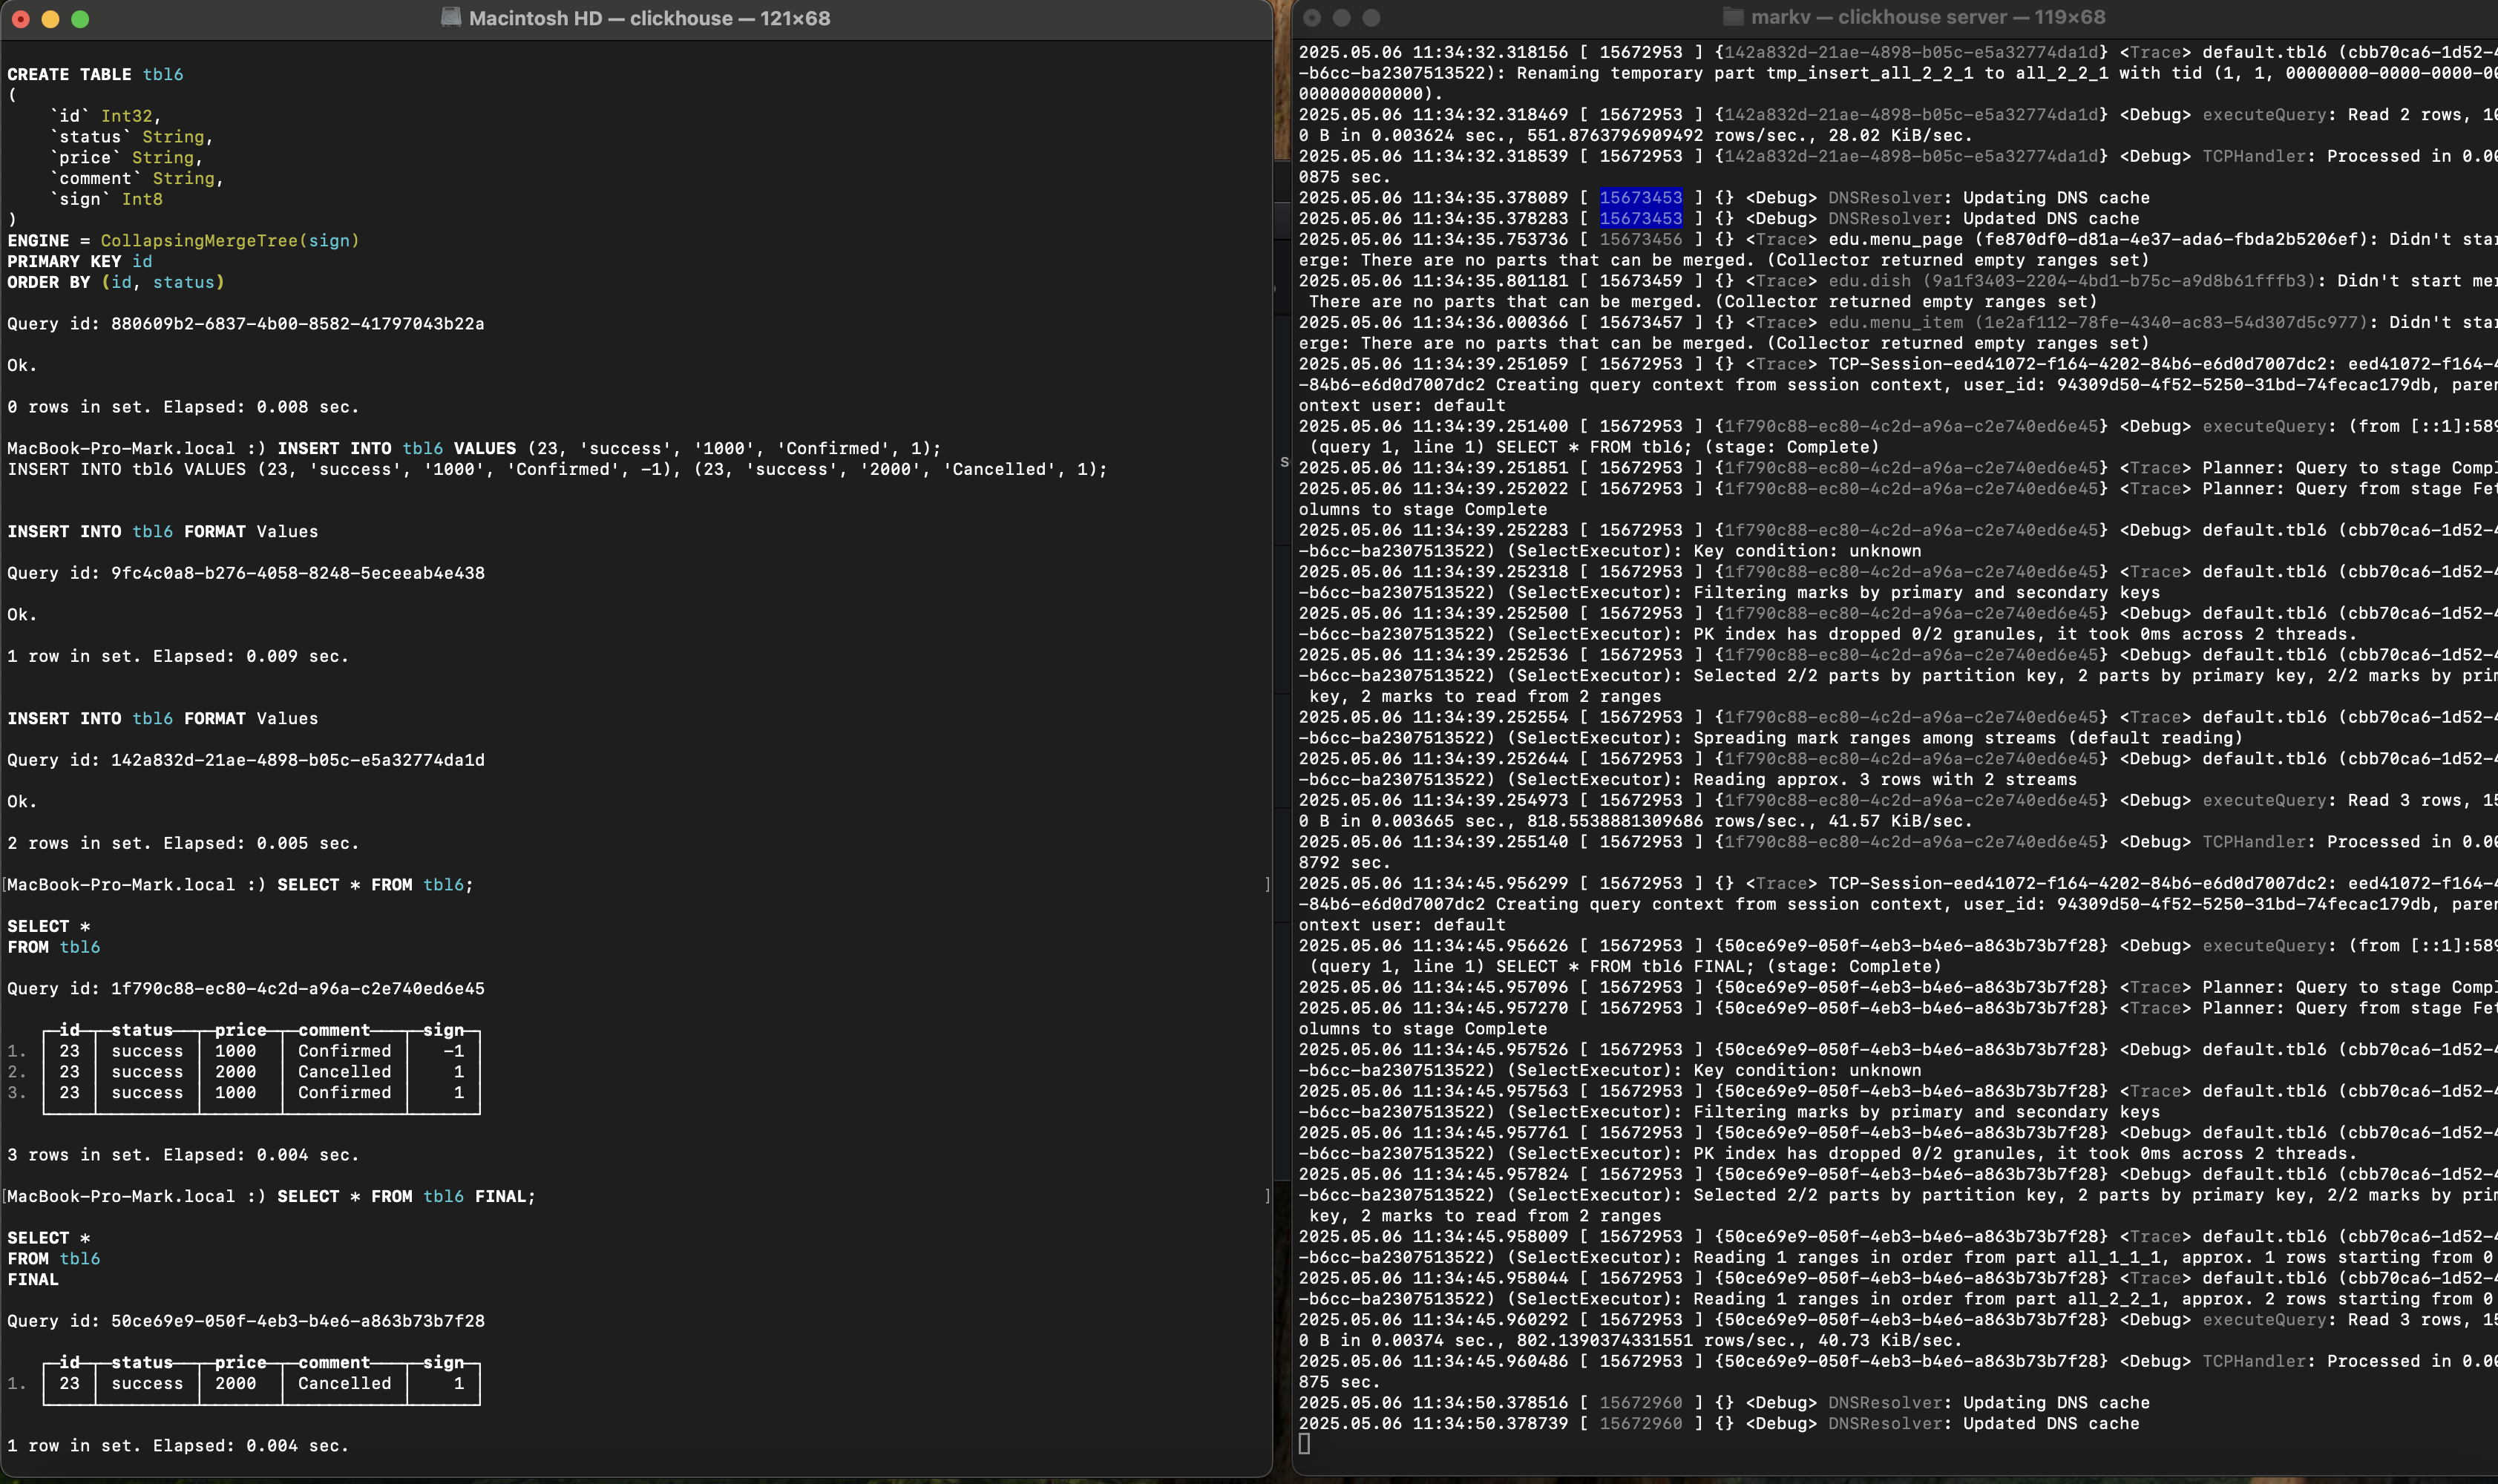 Macintosh HD — clickhouse — 121×68
CREATE TABLE tbl6
(
    `id` Int32,
    `status` String,
    `price` String,
    `comment` String,
    `sign` Int8
)
ENGINE = CollapsingMergeTree(sign)
PRIMARY KEY id
ORDER BY (id, status)
Query id: 880609b2-6837-4b00-8582-41797043b22a
Ok.
0 rows in set. Elapsed: 0.008 sec.
MacBook-Pro-Mark.local :) INSERT INTO tbl6 VALUES (23, 'success', '1000', 'Confirmed', 1);
INSERT INTO tbl6 VALUES (23, 'success', '1000', 'Confirmed', -1), (23, 'success', '2000', 'Cancelled', 1);
INSERT INTO tbl6 FORMAT Values
Query id: 9fc4c0a8-b276-4058-8248-5eceeab4e438
Ok.
1 row in set. Elapsed: 0.009 sec.
INSERT INTO tbl6 FORMAT Values
Query id: 142a832d-21ae-4898-b05c-e5a32774da1d
Ok.
2 rows in set. Elapsed: 0.005 sec.
[MacBook-Pro-Mark.local :) SELECT * FROM tbl6; ]
SELECT *
FROM tbl6
Query id: 1f790c88-ec80-4c2d-a96a-c2e740ed6e45
id status price comment sign
1. 23 success 1000 Confirmed -1
2. 23 success 2000 Cancelled 1
3. 23 success 1000 Confirmed 1
3 rows in set. Elapsed: 0.004 sec.
[MacBook-Pro-Mark.local :) SELECT * FROM tbl6 FINAL; ]
SELECT *
FROM tbl6
FINAL
Query id: 50ce69e9-050f-4eb3-b4e6-a863b73b7f28
id status price comment sign
1. 23 success 2000 Cancelled 1
1 row in set. Elapsed: 0.004 sec.
markv — clickhouse server — 119×68
2025.05.06 11:34:32.318156 [ 15672953 ] {142a832d-21ae-4898-b05c-e5a32774da1d} <Trace> default.tbl6 (cbb70ca6-1d52-4
-b6cc-ba2307513522): Renaming temporary part tmp_insert_all_2_2_1 to all_2_2_1 with tid (1, 1, 00000000-0000-0000-00
000000000000).
2025.05.06 11:34:32.318469 [ 15672953 ] {142a832d-21ae-4898-b05c-e5a32774da1d} <Debug> executeQuery: Read 2 rows, 10
0 B in 0.003624 sec., 551.8763796909492 rows/sec., 28.02 KiB/sec.
2025.05.06 11:34:32.318539 [ 15672953 ] {142a832d-21ae-4898-b05c-e5a32774da1d} <Debug> TCPHandler: Processed in 0.00
0875 sec.
2025.05.06 11:34:35.378089 [ 15673453 ] {} <Debug> DNSResolver: Updating DNS cache
2025.05.06 11:34:35.378283 [ 15673453 ] {} <Debug> DNSResolver: Updated DNS cache
2025.05.06 11:34:35.753736 [ 15673456 ] {} <Trace> edu.menu_page (fe870df0-d81a-4e37-ada6-fbda2b5206ef): Didn't star
erge: There are no parts that can be merged. (Collector returned empty ranges set)
2025.05.06 11:34:35.801181 [ 15673459 ] {} <Trace> edu.dish (9a1f3403-2204-4bd1-b75c-a9d8b61fffb3): Didn't start mer
 There are no parts that can be merged. (Collector returned empty ranges set)
2025.05.06 11:34:36.000366 [ 15673457 ] {} <Trace> edu.menu_item (1e2af112-78fe-4340-ac83-54d307d5c977): Didn't star
erge: There are no parts that can be merged. (Collector returned empty ranges set)
2025.05.06 11:34:39.251059 [ 15672953 ] {} <Trace> TCP-Session-eed41072-f164-4202-84b6-e6d0d7007dc2: eed41072-f164-4
-84b6-e6d0d7007dc2 Creating query context from session context, user_id: 94309d50-4f52-5250-31bd-74fecac179db, paren
ontext user: default
2025.05.06 11:34:39.251400 [ 15672953 ] {1f790c88-ec80-4c2d-a96a-c2e740ed6e45} <Debug> executeQuery: (from [::1]:589
 (query 1, line 1) SELECT * FROM tbl6; (stage: Complete)
2025.05.06 11:34:39.251851 [ 15672953 ] {1f790c88-ec80-4c2d-a96a-c2e740ed6e45} <Trace> Planner: Query to stage Compl
2025.05.06 11:34:39.252022 [ 15672953 ] {1f790c88-ec80-4c2d-a96a-c2e740ed6e45} <Trace> Planner: Query from stage Fet
olumns to stage Complete
2025.05.06 11:34:39.252283 [ 15672953 ] {1f790c88-ec80-4c2d-a96a-c2e740ed6e45} <Debug> default.tbl6 (cbb70ca6-1d52-4
-b6cc-ba2307513522) (SelectExecutor): Key condition: unknown
2025.05.06 11:34:39.252318 [ 15672953 ] {1f790c88-ec80-4c2d-a96a-c2e740ed6e45} <Trace> default.tbl6 (cbb70ca6-1d52-4
-b6cc-ba2307513522) (SelectExecutor): Filtering marks by primary and secondary keys
2025.05.06 11:34:39.252500 [ 15672953 ] {1f790c88-ec80-4c2d-a96a-c2e740ed6e45} <Debug> default.tbl6 (cbb70ca6-1d52-4
-b6cc-ba2307513522) (SelectExecutor): PK index has dropped 0/2 granules, it took 0ms across 2 threads.
2025.05.06 11:34:39.252536 [ 15672953 ] {1f790c88-ec80-4c2d-a96a-c2e740ed6e45} <Debug> default.tbl6 (cbb70ca6-1d52-4
-b6cc-ba2307513522) (SelectExecutor): Selected 2/2 parts by partition key, 2 parts by primary key, 2/2 marks by prim
 key, 2 marks to read from 2 ranges
2025.05.06 11:34:39.252554 [ 15672953 ] {1f790c88-ec80-4c2d-a96a-c2e740ed6e45} <Trace> default.tbl6 (cbb70ca6-1d52-4
-b6cc-ba2307513522) (SelectExecutor): Spreading mark ranges among streams (default reading)
2025.05.06 11:34:39.252644 [ 15672953 ] {1f790c88-ec80-4c2d-a96a-c2e740ed6e45} <Debug> default.tbl6 (cbb70ca6-1d52-4
-b6cc-ba2307513522) (SelectExecutor): Reading approx. 3 rows with 2 streams
2025.05.06 11:34:39.254973 [ 15672953 ] {1f790c88-ec80-4c2d-a96a-c2e740ed6e45} <Debug> executeQuery: Read 3 rows, 15
0 B in 0.003665 sec., 818.5538881309686 rows/sec., 41.57 KiB/sec.
2025.05.06 11:34:39.255140 [ 15672953 ] {1f790c88-ec80-4c2d-a96a-c2e740ed6e45} <Debug> TCPHandler: Processed in 0.00
8792 sec.
2025.05.06 11:34:45.956299 [ 15672953 ] {} <Trace> TCP-Session-eed41072-f164-4202-84b6-e6d0d7007dc2: eed41072-f164-4
-84b6-e6d0d7007dc2 Creating query context from session context, user_id: 94309d50-4f52-5250-31bd-74fecac179db, paren
ontext user: default
2025.05.06 11:34:45.956626 [ 15672953 ] {50ce69e9-050f-4eb3-b4e6-a863b73b7f28} <Debug> executeQuery: (from [::1]:589
 (query 1, line 1) SELECT * FROM tbl6 FINAL; (stage: Complete)
2025.05.06 11:34:45.957096 [ 15672953 ] {50ce69e9-050f-4eb3-b4e6-a863b73b7f28} <Trace> Planner: Query to stage Compl
2025.05.06 11:34:45.957270 [ 15672953 ] {50ce69e9-050f-4eb3-b4e6-a863b73b7f28} <Trace> Planner: Query from stage Fet
olumns to stage Complete
2025.05.06 11:34:45.957526 [ 15672953 ] {50ce69e9-050f-4eb3-b4e6-a863b73b7f28} <Debug> default.tbl6 (cbb70ca6-1d52-4
-b6cc-ba2307513522) (SelectExecutor): Key condition: unknown
2025.05.06 11:34:45.957563 [ 15672953 ] {50ce69e9-050f-4eb3-b4e6-a863b73b7f28} <Trace> default.tbl6 (cbb70ca6-1d52-4
-b6cc-ba2307513522) (SelectExecutor): Filtering marks by primary and secondary keys
2025.05.06 11:34:45.957761 [ 15672953 ] {50ce69e9-050f-4eb3-b4e6-a863b73b7f28} <Debug> default.tbl6 (cbb70ca6-1d52-4
-b6cc-ba2307513522) (SelectExecutor): PK index has dropped 0/2 granules, it took 0ms across 2 threads.
2025.05.06 11:34:45.957824 [ 15672953 ] {50ce69e9-050f-4eb3-b4e6-a863b73b7f28} <Debug> default.tbl6 (cbb70ca6-1d52-4
-b6cc-ba2307513522) (SelectExecutor): Selected 2/2 parts by partition key, 2 parts by primary key, 2/2 marks by prim
 key, 2 marks to read from 2 ranges
2025.05.06 11:34:45.958009 [ 15672953 ] {50ce69e9-050f-4eb3-b4e6-a863b73b7f28} <Trace> default.tbl6 (cbb70ca6-1d52-4
-b6cc-ba2307513522) (SelectExecutor): Reading 1 ranges in order from part all_1_1_1, approx. 1 rows starting from 0
2025.05.06 11:34:45.958044 [ 15672953 ] {50ce69e9-050f-4eb3-b4e6-a863b73b7f28} <Trace> default.tbl6 (cbb70ca6-1d52-4
-b6cc-ba2307513522) (SelectExecutor): Reading 1 ranges in order from part all_2_2_1, approx. 2 rows starting from 0
2025.05.06 11:34:45.960292 [ 15672953 ] {50ce69e9-050f-4eb3-b4e6-a863b73b7f28} <Debug> executeQuery: Read 3 rows, 15
0 B in 0.00374 sec., 802.1390374331551 rows/sec., 40.73 KiB/sec.
2025.05.06 11:34:45.960486 [ 15672953 ] {50ce69e9-050f-4eb3-b4e6-a863b73b7f28} <Debug> TCPHandler: Processed in 0.00
875 sec.
2025.05.06 11:34:50.378516 [ 15672960 ] {} <Debug> DNSResolver: Updating DNS cache
2025.05.06 11:34:50.378739 [ 15672960 ] {} <Debug> DNSResolver: Updated DNS cache